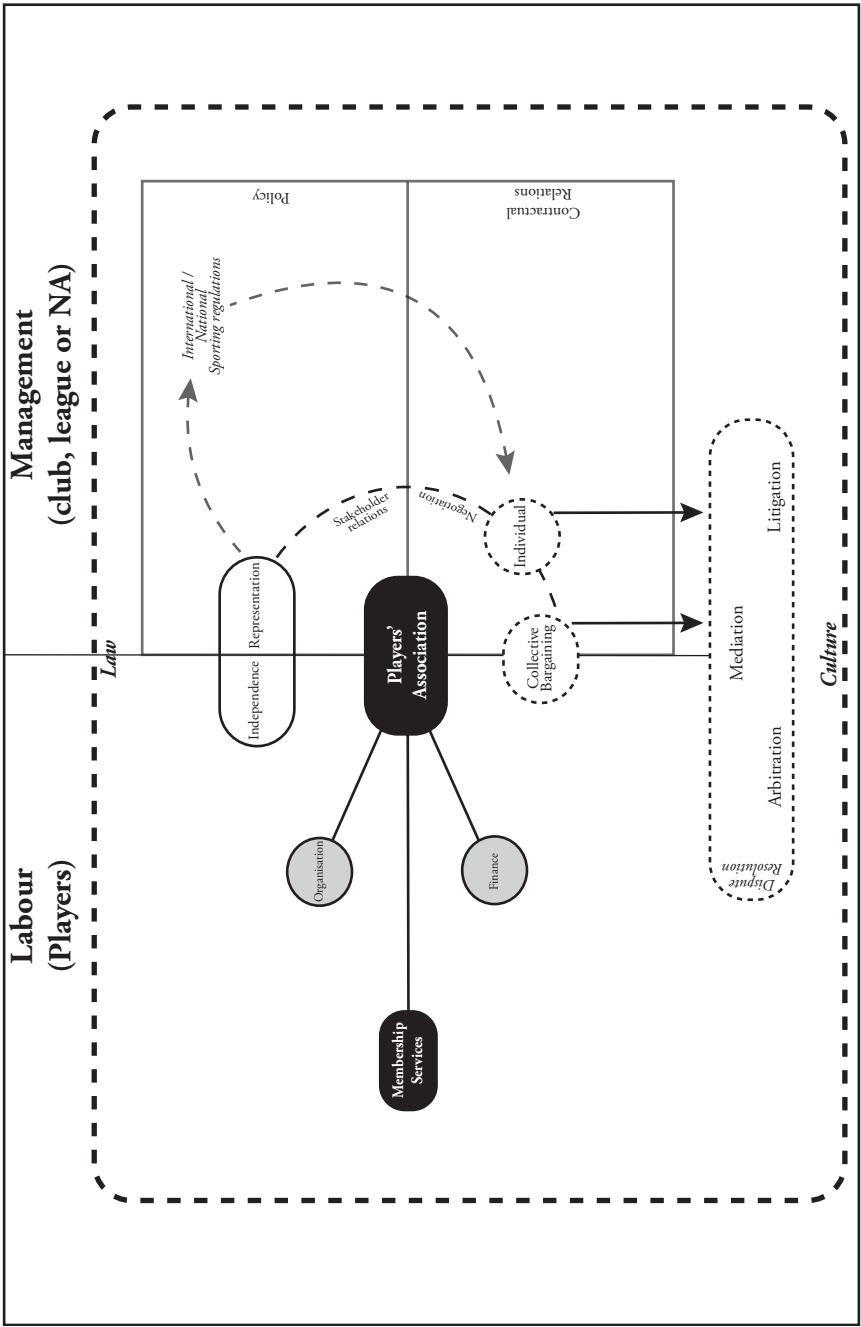 Labour
(Players)
Management
(club, league or NA)
Law
Independence
Representation
International /
National
Sporting regulations
Policy
Organisation
Stakeholder
relations
Membership
Services
Players’
Association
Negotiation
Finance
Collective
Bargaining
Individual
Contractual
Relations
Dispute
Resolution
Arbitration
Mediation
Litigation
Culture